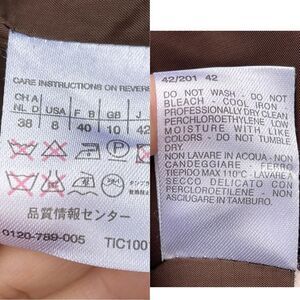 CARE INSTRUCTIONS ON REVERS
CH A
NL D USA F B GB J
38 8 40 10 42
P
品質情報センター
0120-789-005 TIC1001
42/201 42
DO NOT WASH - DO NOT
BLEACH - COOL IRON -
PROFESSIONALLY DRY CLEAN
PERCHLOROETHYLENE LOW
MOISTURE WITH LIKE
COLORS - DO NOT TUMBLE
DRY
NON LAVARE IN ACQUA - NON
CANDEGGIARE - FERRO
TIEPIDO MAX 110°C - LAVARE A
SECCO DELICATO CON
PERCLOROETILENE - NON
ASCIUGARE IN TAMBURO.